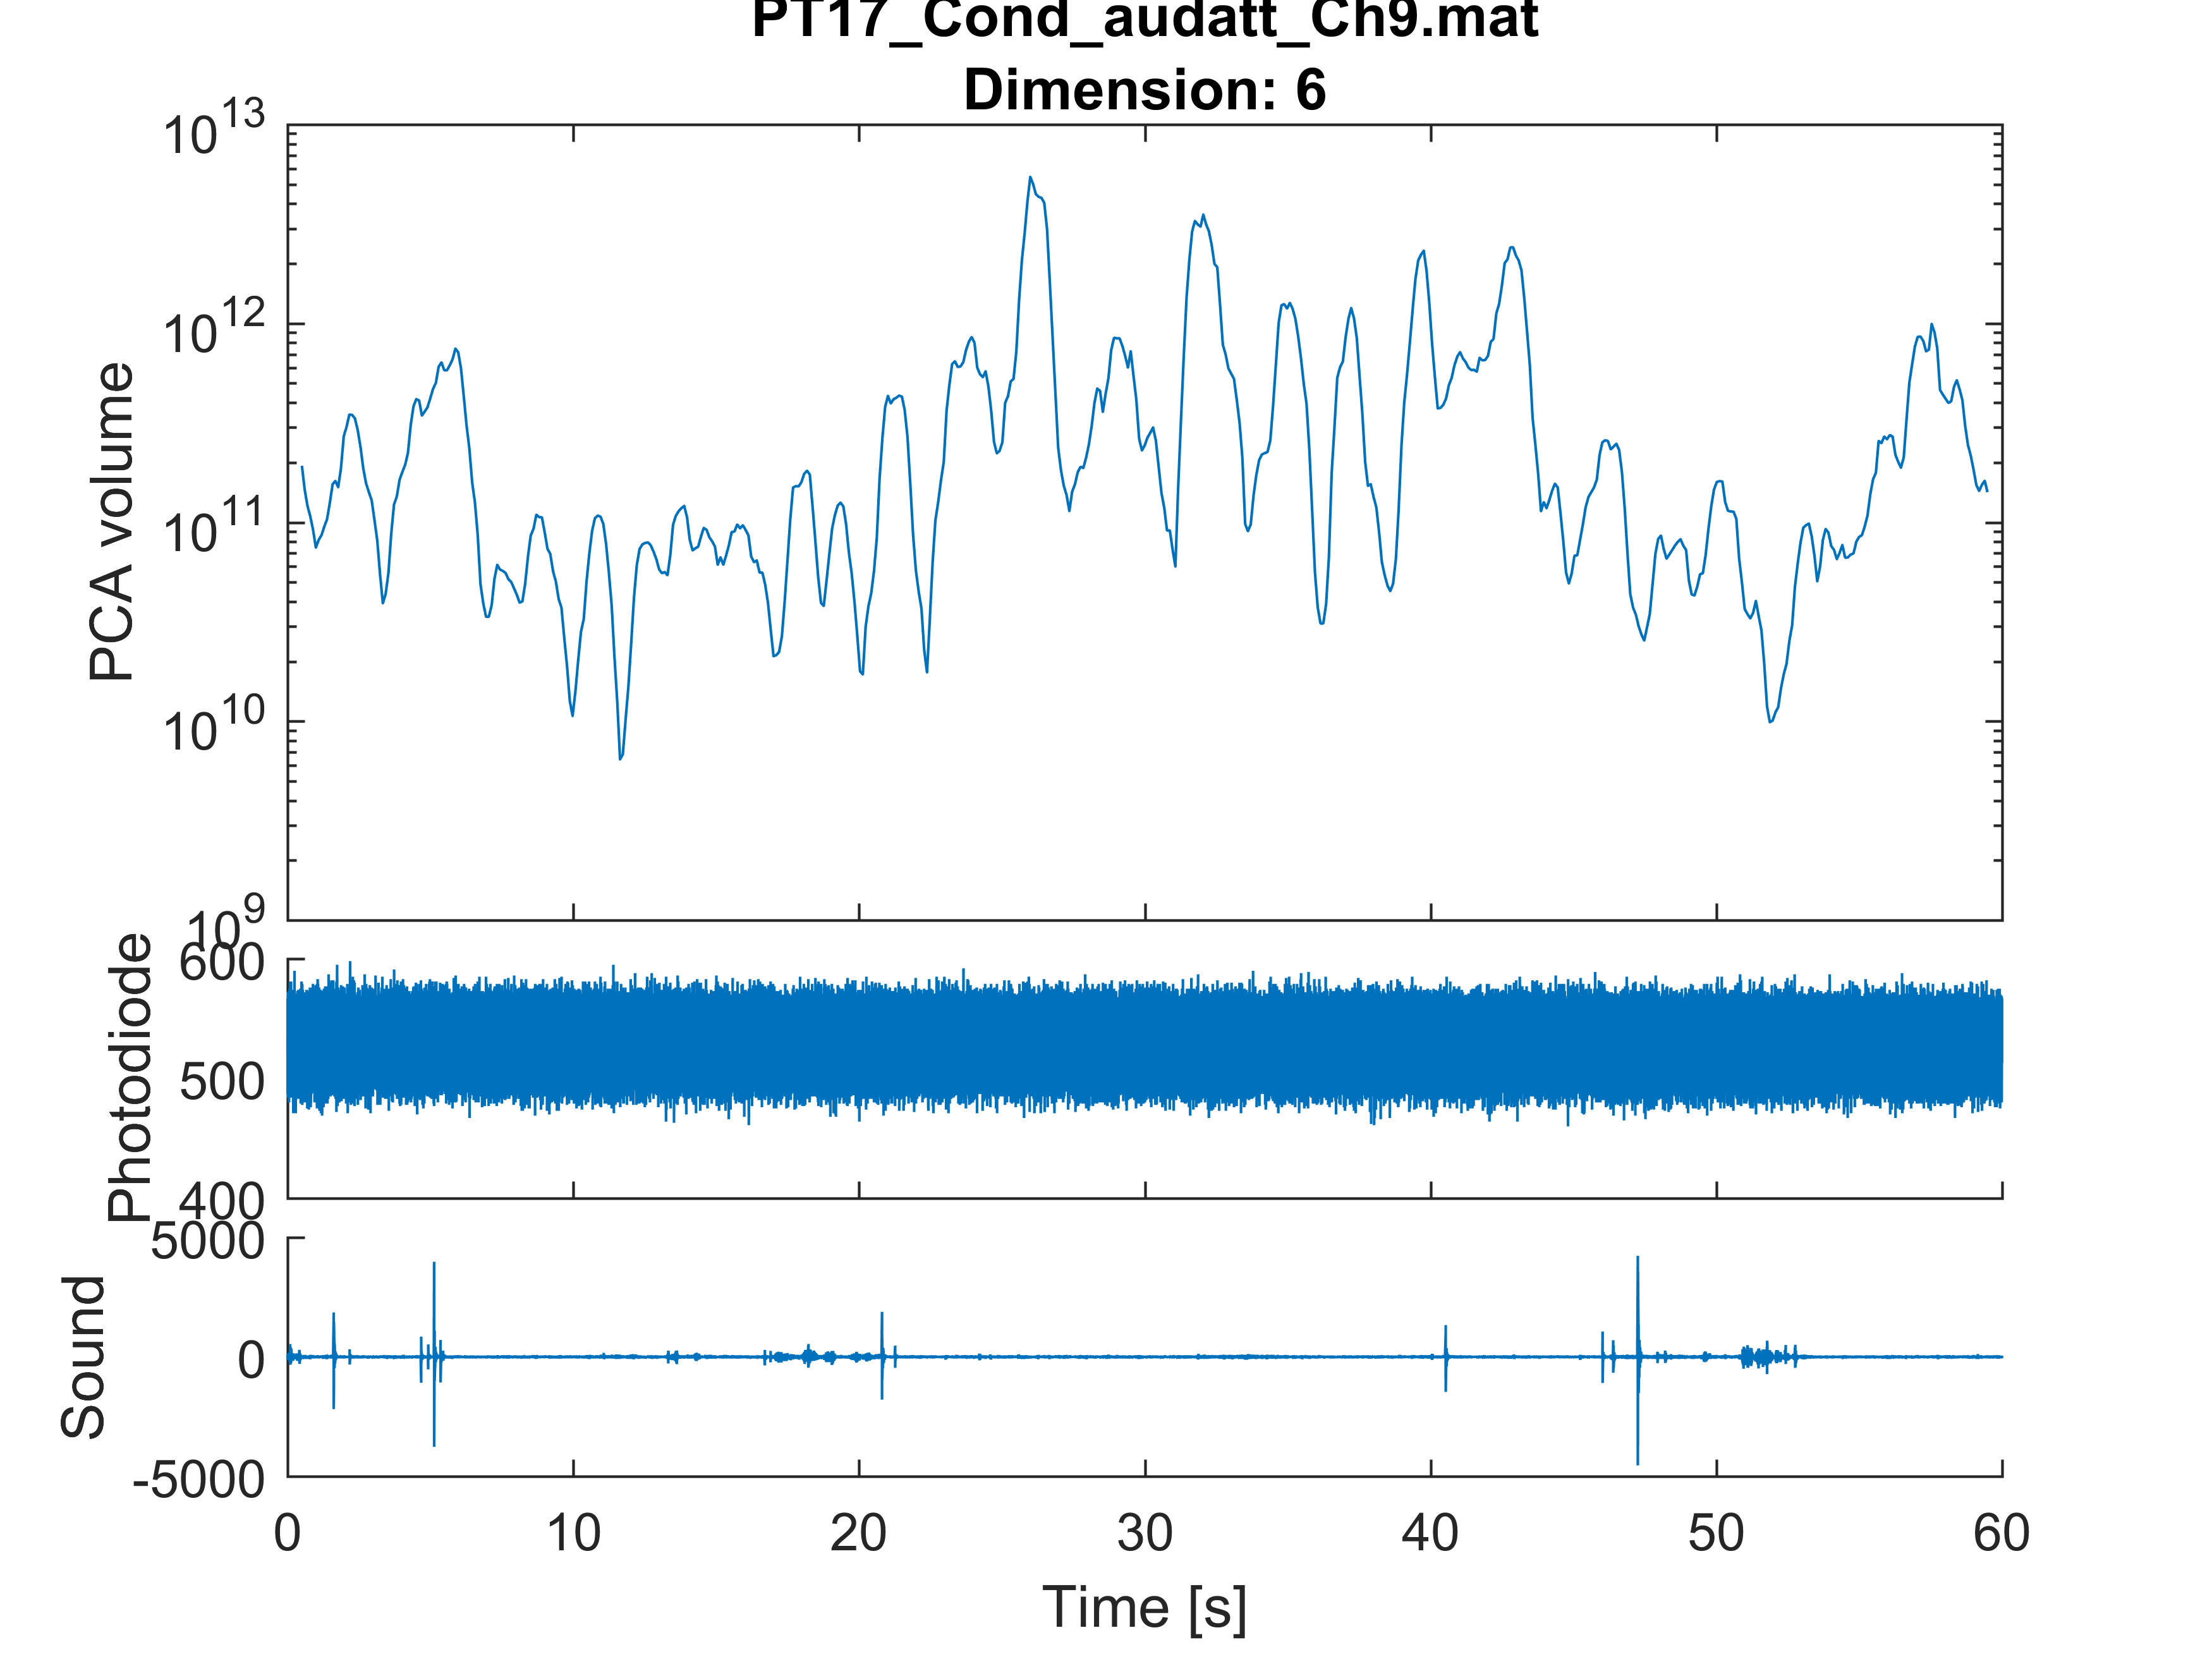 PT17_Cond_audatt_Ch9.mat
Dimension: 6
PCA volume
10^13
10^12
10^11
10^10
10^9
Photodiode
600
500
400
Sound
5000
0
-5000
0 10 20 30 40 50 60
Time [s]